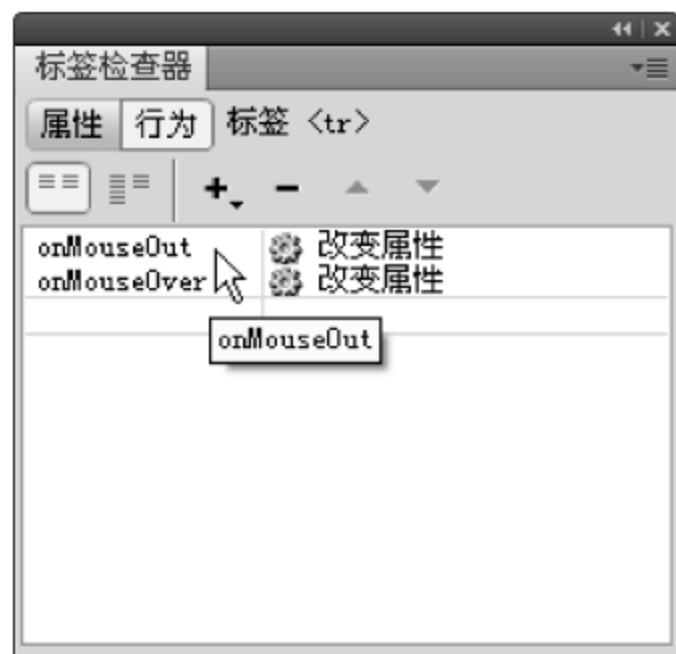 标签检查器
属性 行为 标签 <tr>
onMouseOut 改变属性
onMouseOver 改变属性
onMouseOut